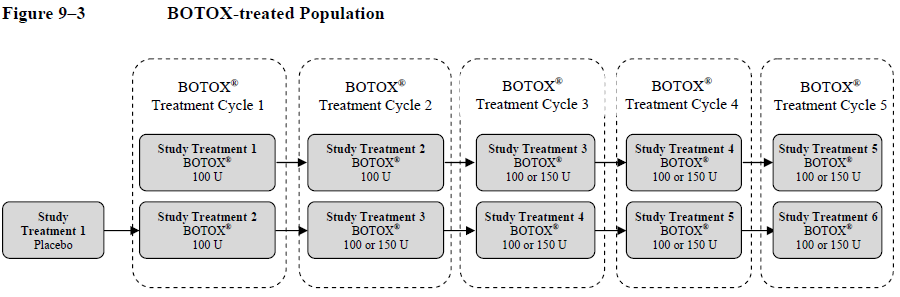 Figure 9–3 BOTOX-treated Population
BOTOX®
Treatment Cycle 1
BOTOX®
Treatment Cycle 2
BOTOX®
Treatment Cycle 3
BOTOX®
Treatment Cycle 4
BOTOX®
Treatment Cycle 5
Study Treatment 1
BOTOX®
100 U
Study Treatment 2
BOTOX®
100 U
Study Treatment 3
BOTOX®
100 or 150 U
Study Treatment 4
BOTOX®
100 or 150 U
Study Treatment 5
BOTOX®
100 or 150 U
Study
Treatment 1
Placebo
Study Treatment 2
BOTOX®
100 U
Study Treatment 3
BOTOX®
100 or 150 U
Study Treatment 4
BOTOX®
100 or 150 U
Study Treatment 5
BOTOX®
100 or 150 U
Study Treatment 6
BOTOX®
100 or 150 U